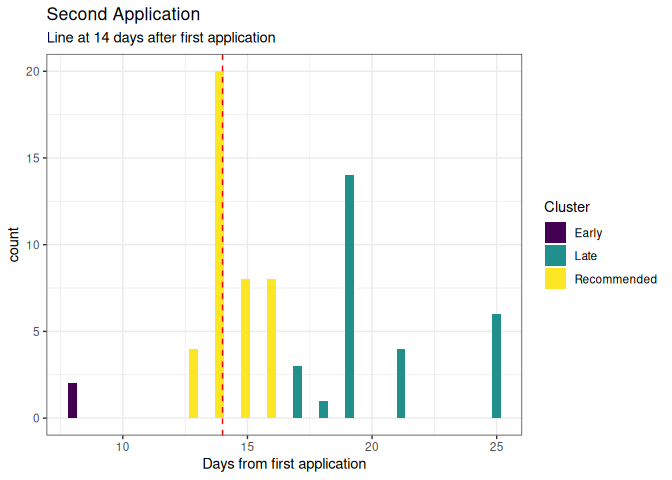 Second Application
Line at 14 days after first application
20
15
10
5
0
count
10
15
20
25
Days from first application
Cluster
Early
Late
Recommended